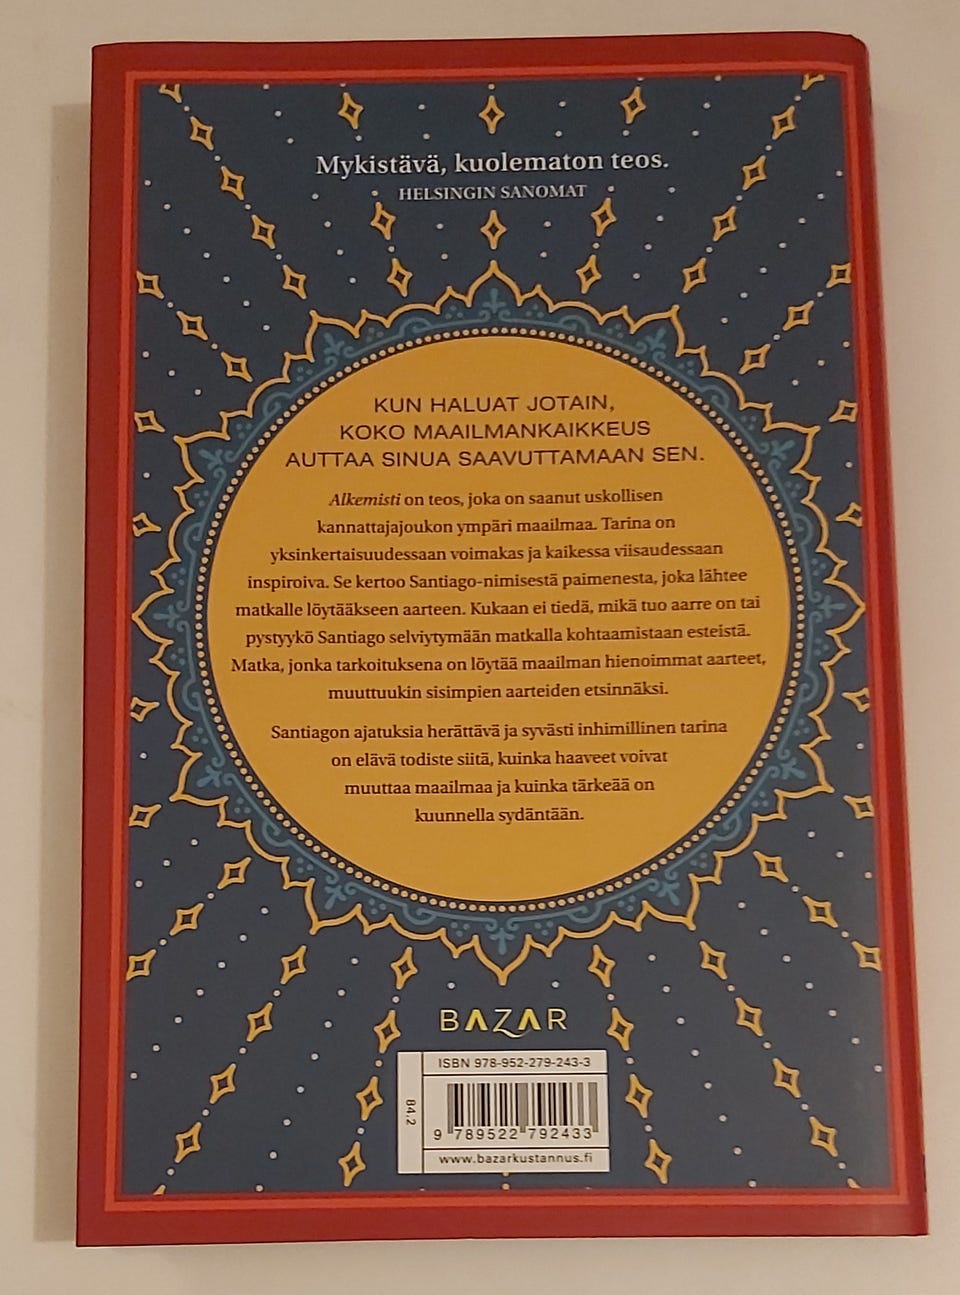 Mykistävä, kuolematon teos.
HELSINGIN SANOMAT
KUN HALUAT JOTAIN,
KOKO MAAILMANKAIKKEUS
AUTTAA SINUA SAAVUTTAMAAN SEN.
Alkemisti on teos, joka on saanut uskollisen
kannattajajoukon ympäri maailmaa. Tarina on
yksinkertaisuudessaan voimakas ja kaikessa viisaudessaan
inspiroiva. Se kertoo Santiago-nimisestä paimenesta, joka lähtee
matkalle löytääkseen aarteen. Kukaan ei tiedä, mikä tuo aarre on tai
pystyykö Santiago selviytymään matkalla kohtaamistaan esteistä.
Matka, jonka tarkoituksena on löytää maailman hienoimmat aarteet,
muuttuukin sisimpien aarteiden etsinnäksi.
Santiagon ajatuksia herättävä ja syvästi inhimillinen tarina
on elävä todiste siitä, kuinka haaveet voivat
muuttaa maailmaa ja kuinka tärkeää on
kuunnella sydäntään.
BAZAR
ISBN 978-952-279-243-3
84.2
9 789522 792433
www.bazarkustannus.fi